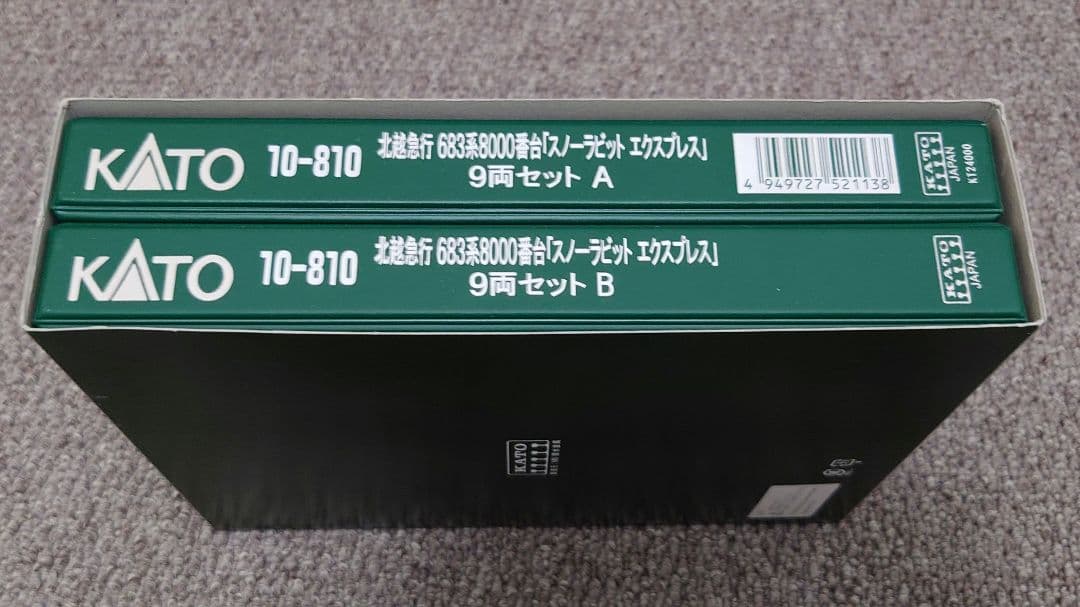 KATO 10-810 北越急行 683系8000番台「スノーラビット エクスプレス」
9両セット A
4 949727 521138
KATO
JAPAN
KT24000
KATO 10-810 北越急行 683系8000番台「スノーラビット エクスプレス」
9両セット B
KATO
JAPAN
KATO